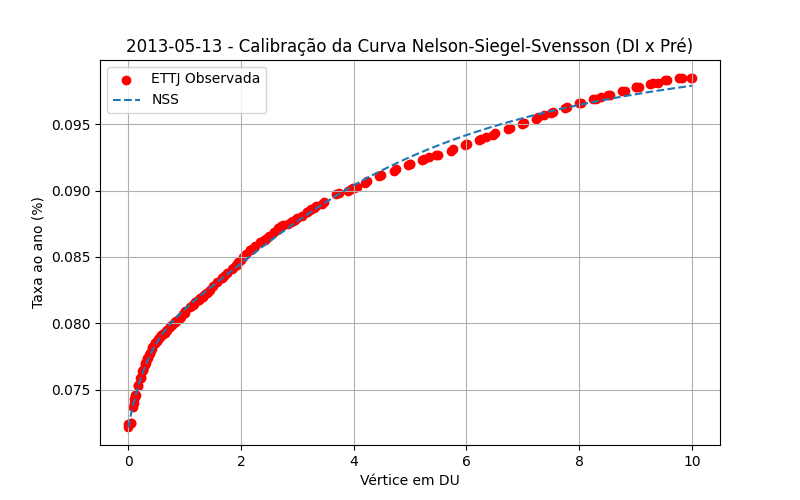 2013-05-13 - Calibração da Curva Nelson-Siegel-Svensson (DI x Pré)
ETTJ Observada
NSS
Taxa ao ano (%)
0.095
0.090
0.085
0.080
0.075
0 2 4 6 8 10
Vértice em DU